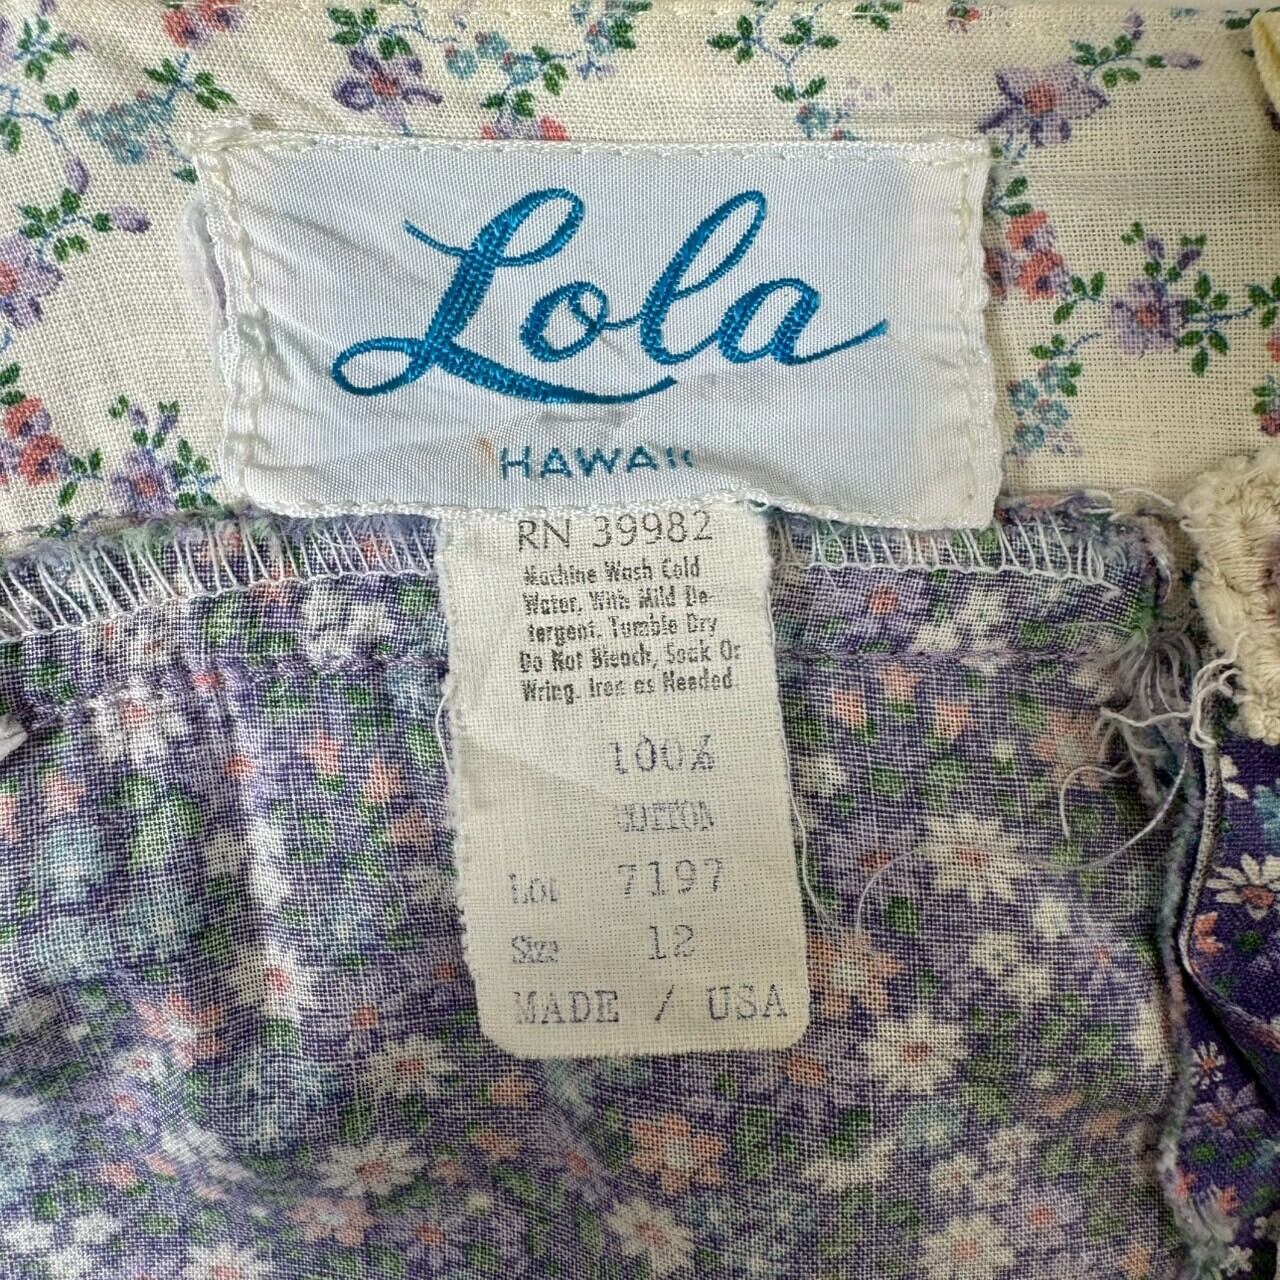 Lola
HAWAII
RN 39982
Machine Wash Cold
Water. With Mild De-
tergent. Tumble Dry
Do Not Bleach, Soak Or
Wring. Iron as Needed
100%
COTTON
Lot 7197
Size 12
MADE / USA